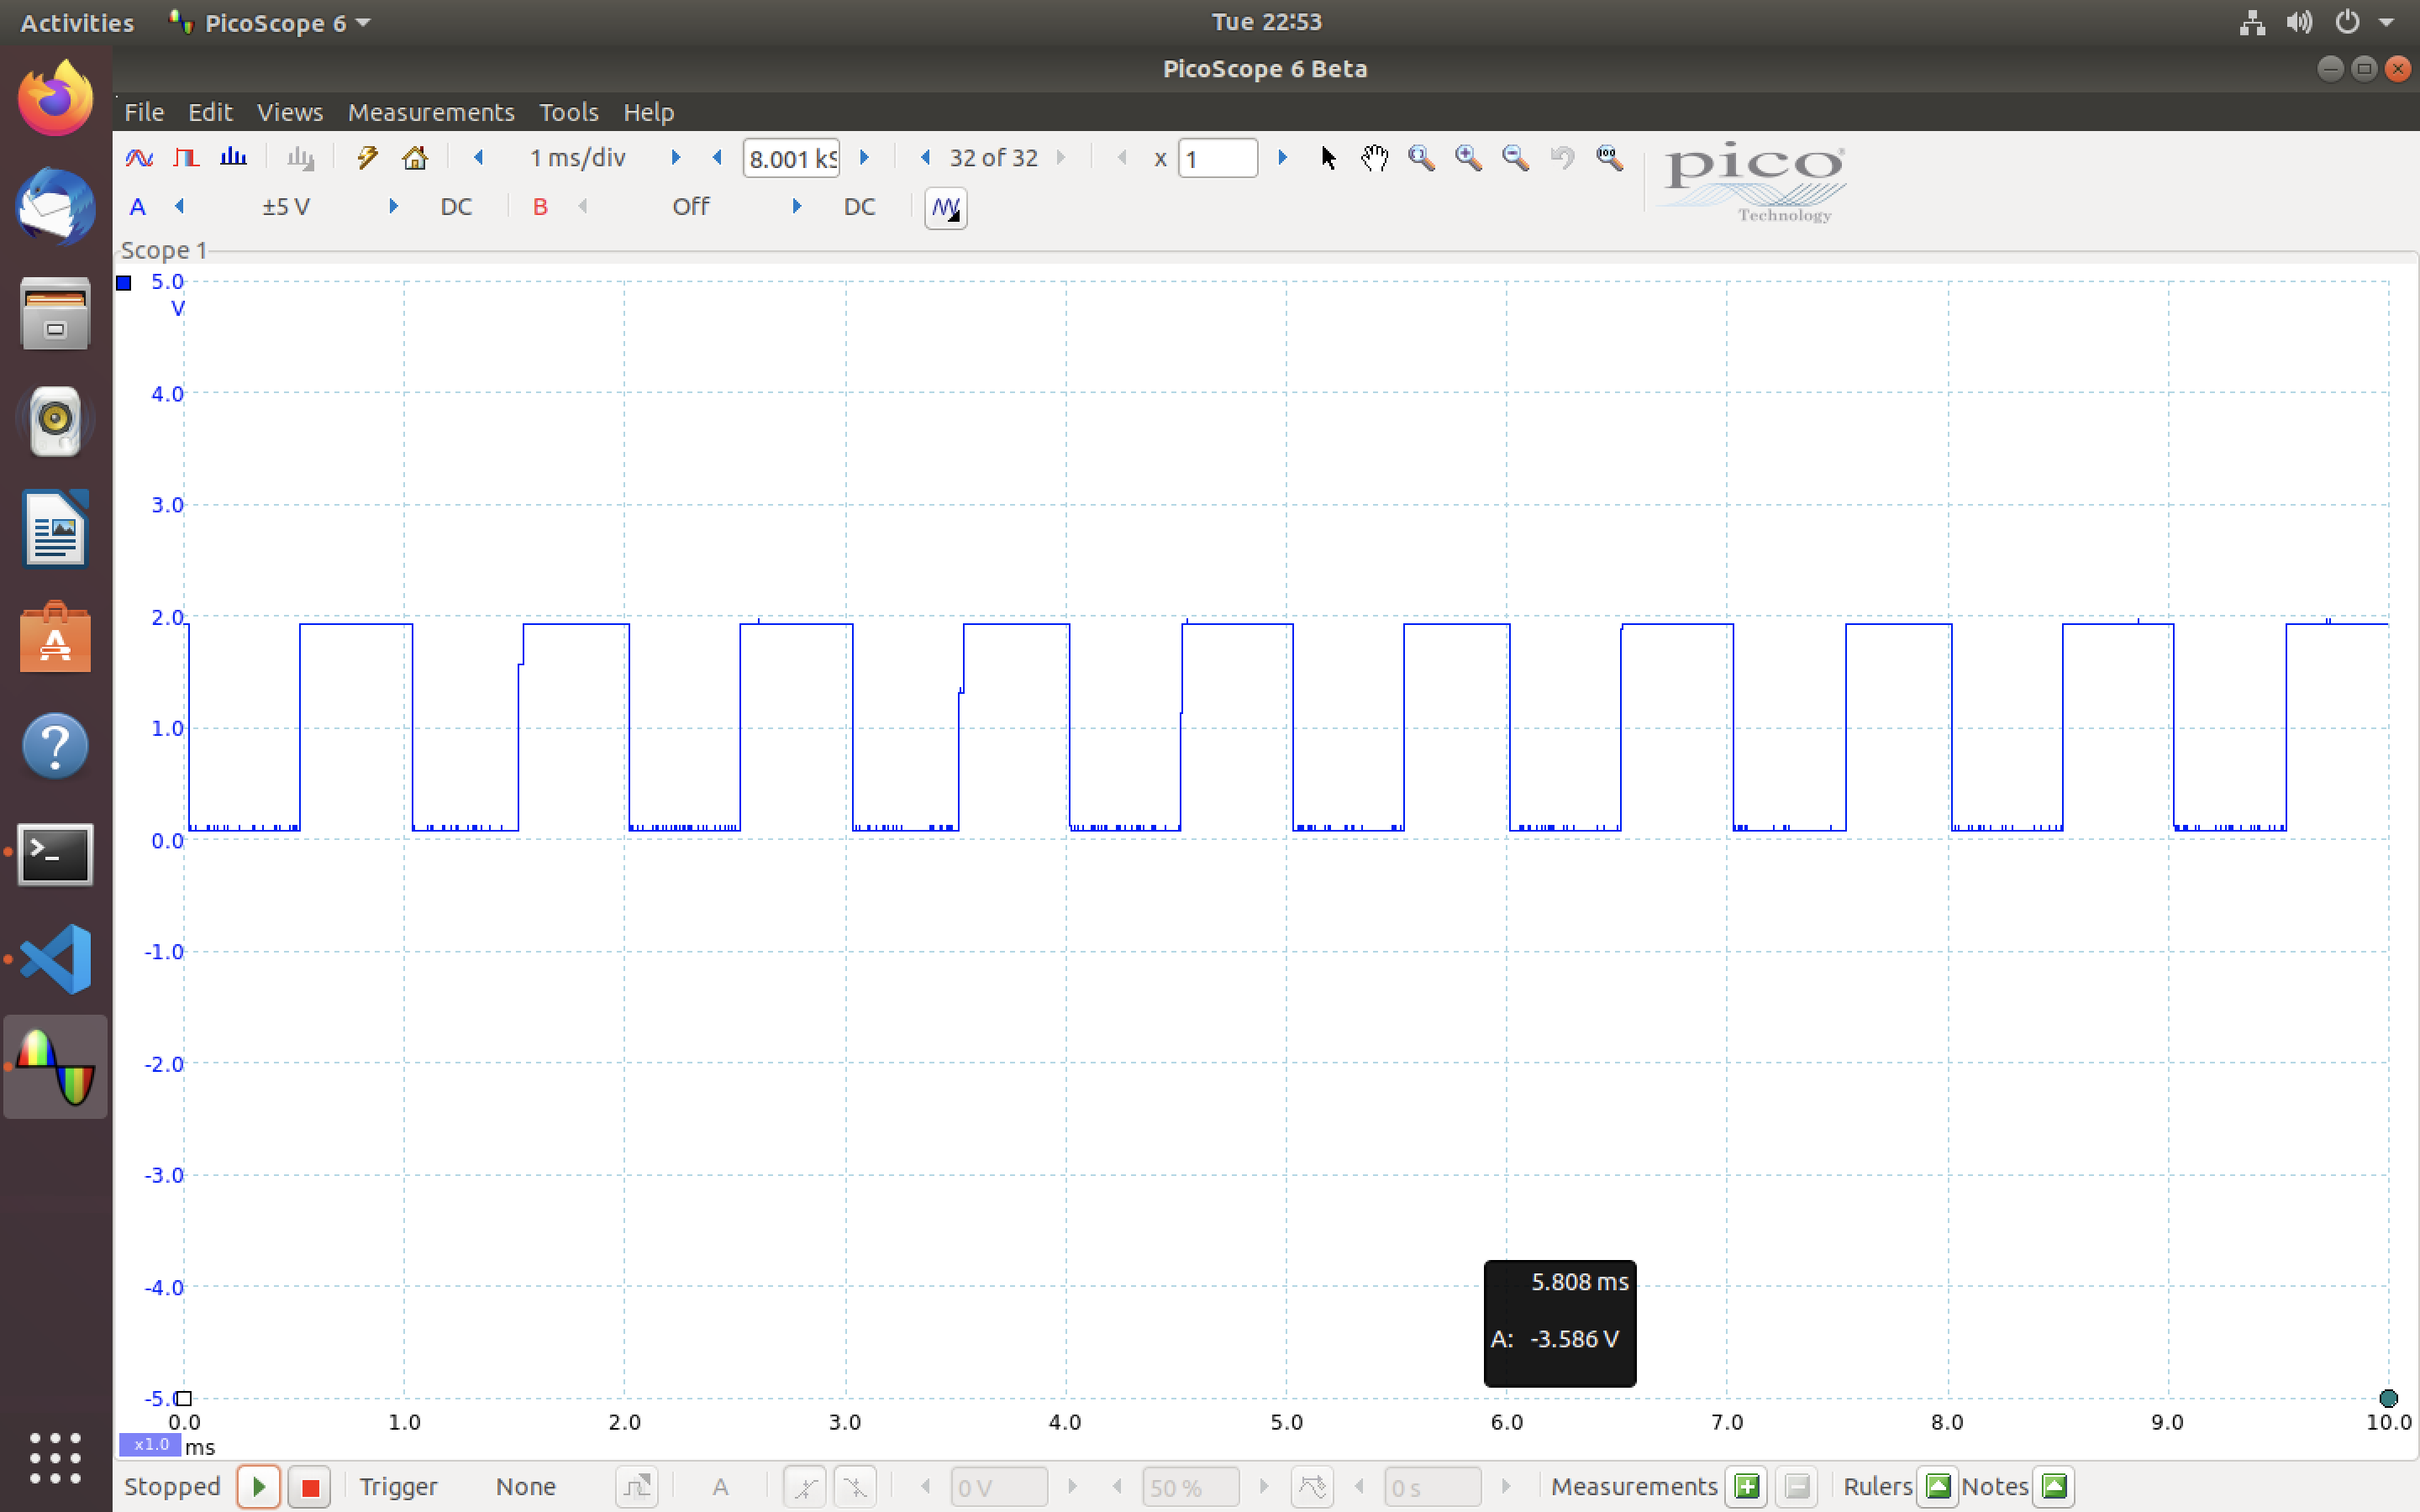 Activities PicoScope 6 Tue 22:53
PicoScope 6 Beta
File Edit Views Measurements Tools Help
1 ms/div 8.001 kS 32 of 32 x 1
pico
Technology
A ±5 V DC B Off DC
Scope 1
5.0
V
4.0
3.0
2.0
1.0
0.0
-1.0
-2.0
-3.0
-4.0
-5.0
5.808 ms
A: -3.586 V
0.0 1.0 2.0 3.0 4.0 5.0 6.0 7.0 8.0 9.0 10.0
x1.0 ms
Stopped Trigger None A 0 V 50 % 0 s Measurements Rulers Notes